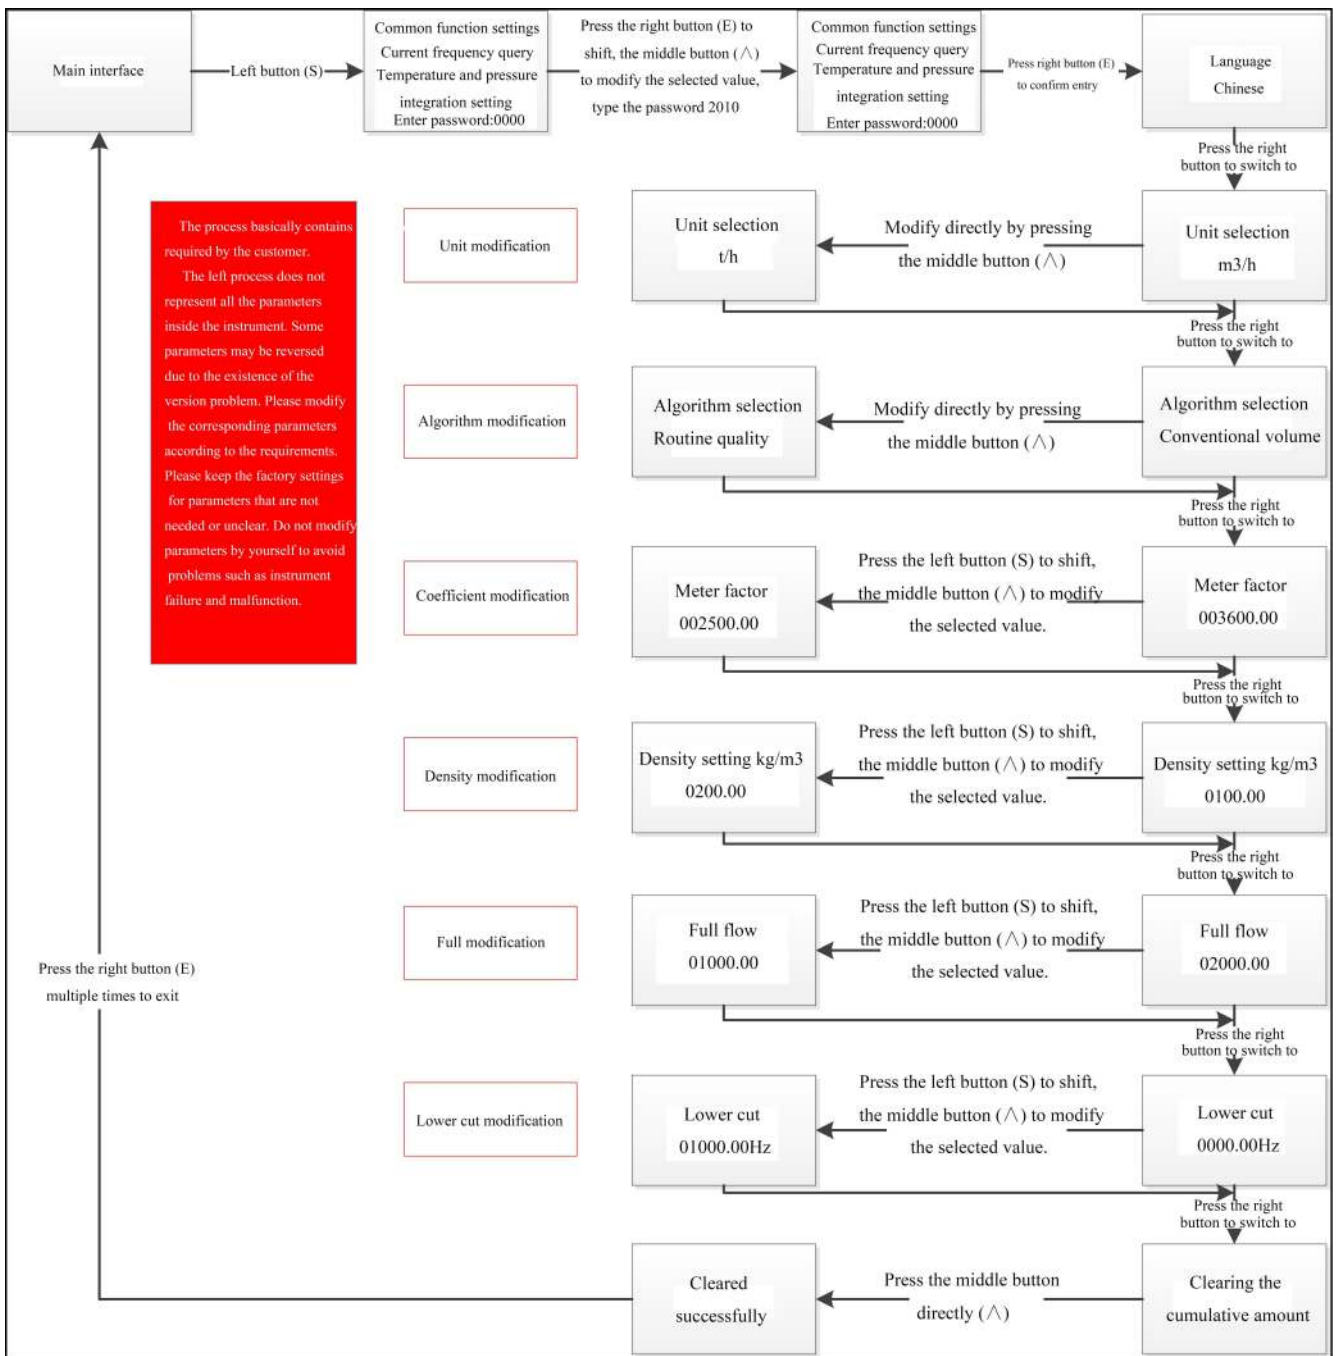 Main interface
Left button (S)
Common function settings
Current frequency query
Temperature and pressure
integration setting
Enter password:0000
Press the right button (E) to
shift, the middle button (∧)
to modify the selected value,
type the password 2010
Common function settings
Current frequency query
Temperature and pressure
integration setting
Enter password:0000
Press right button (E)
to confirm entry
Language
Chinese
Press the right
button to switch to
The process basically contains
required by the customer.
The left process does not
represent all the parameters
inside the instrument. Some
parameters may be reversed
due to the existence of the
version problem. Please modify
the corresponding parameters
according to the requirements.
Please keep the factory settings
for parameters that are not
needed or unclear. Do not modify
parameters by yourself to avoid
problems such as instrument
failure and malfunction.
Unit modification
Unit selection
t/h
Modify directly by pressing
the middle button (∧)
Unit selection
m3/h
Press the right
button to switch to
Algorithm modification
Algorithm selection
Routine quality
Modify directly by pressing
the middle button (∧)
Algorithm selection
Conventional volume
Press the right
button to switch to
Coefficient modification
Meter factor
002500.00
Press the left button (S) to shift,
the middle button (∧) to modify
the selected value.
Meter factor
003600.00
Press the right
button to switch to
Density modification
Density setting kg/m3
0200.00
Press the left button (S) to shift,
the middle button (∧) to modify
the selected value.
Density setting kg/m3
0100.00
Press the right
button to switch to
Full modification
Full flow
01000.00
Press the left button (S) to shift,
the middle button (∧) to modify
the selected value.
Full flow
02000.00
Press the right
button to switch to
Press the right button (E)
multiple times to exit
Lower cut modification
Lower cut
01000.00Hz
Press the left button (S) to shift,
the middle button (∧) to modify
the selected value.
Lower cut
0000.00Hz
Press the right
button to switch to
Cleared
successfully
Press the middle button
directly (∧)
Clearing the
cumulative amount